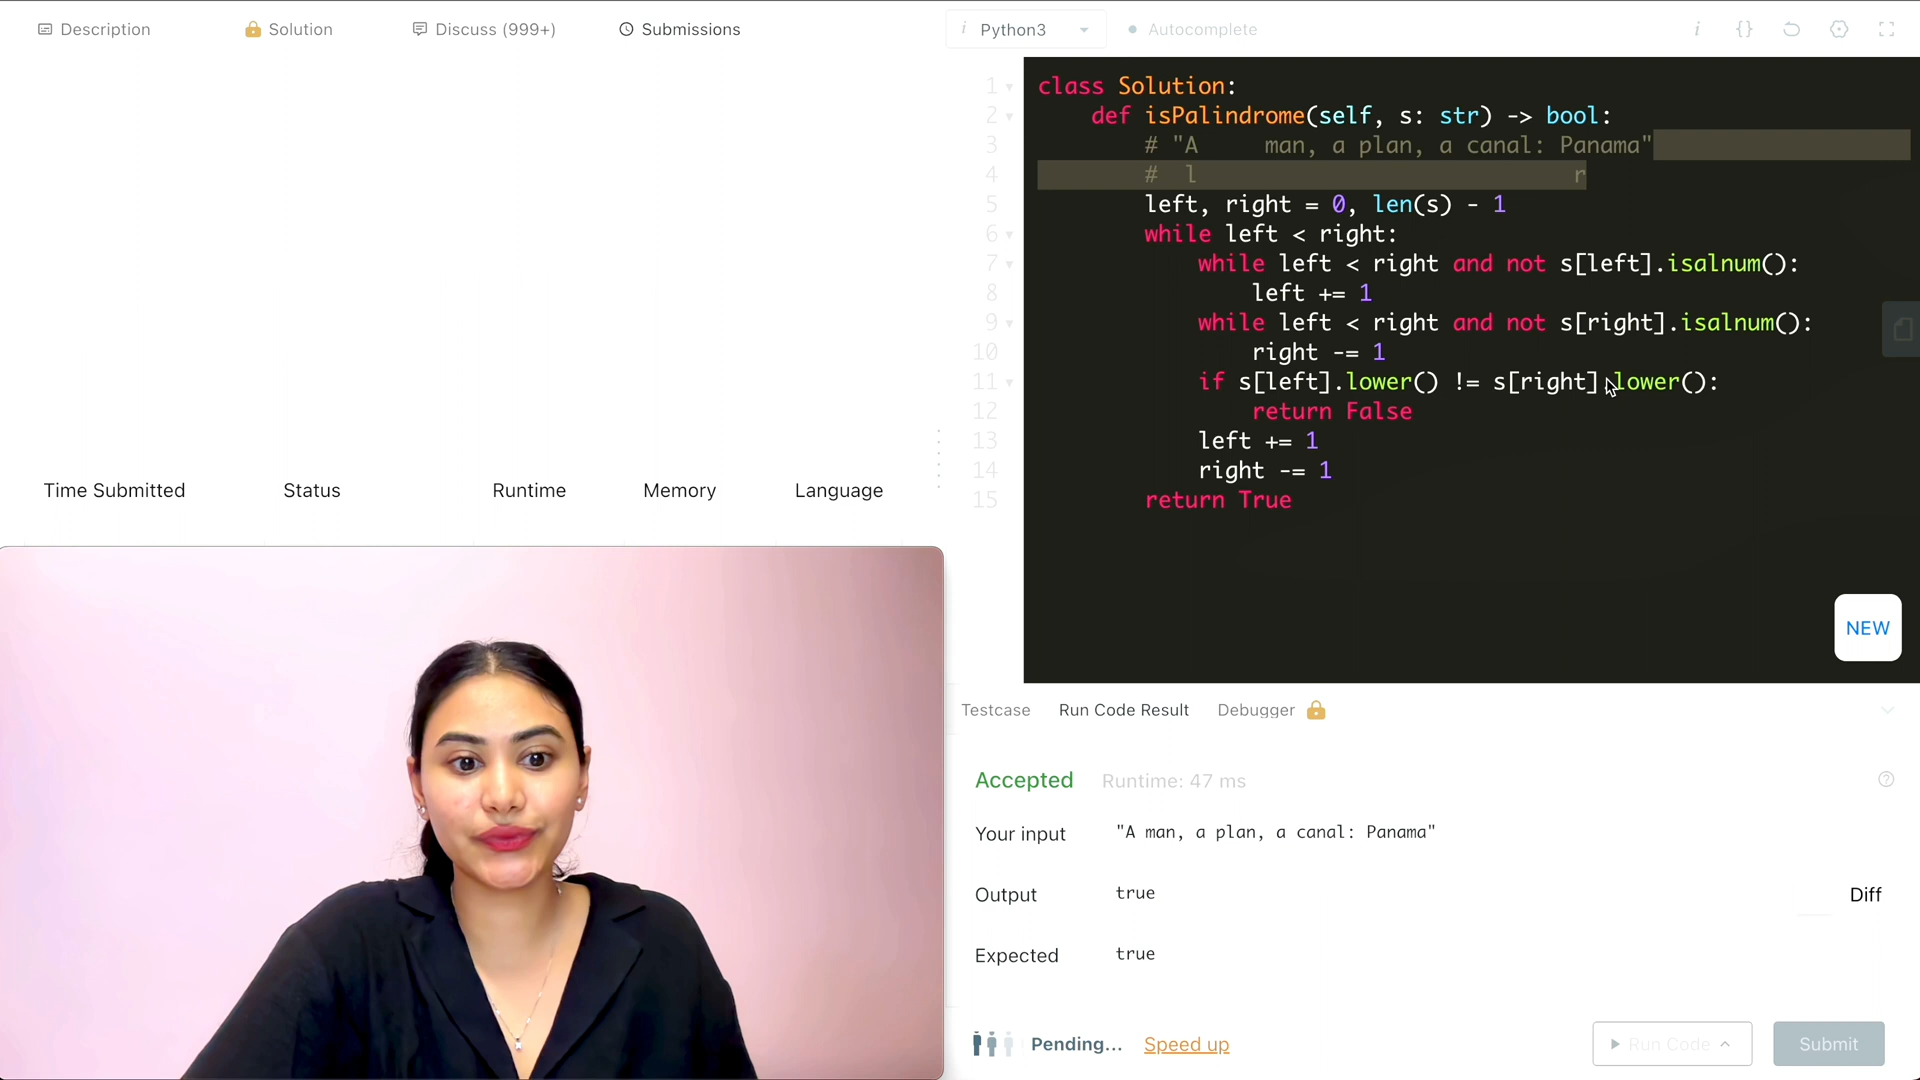 Description
Solution
Discuss (999+)
Submissions
i Python3
Autocomplete
i {}
1 class Solution:
2 def isPalindrome(self, s: str) -> bool:
3 # "A     man, a plan, a canal: Panama"
4 #  l                            r
5 left, right = 0, len(s) - 1
6 while left < right:
7 while left < right and not s[left].isalnum():
8 left += 1
9 while left < right and not s[right].isalnum():
10 right -= 1
11 if s[left].lower() != s[right].lower():
12 return False
13 left += 1
14 right -= 1
15 return True
Time Submitted
Status
Runtime
Memory
Language
NEW
Testcase
Run Code Result
Debugger
Accepted
Runtime: 47 ms
Your input
"A man, a plan, a canal: Panama"
Output
true
Diff
Expected
true
Pending...
Speed up
Run Code
Submit